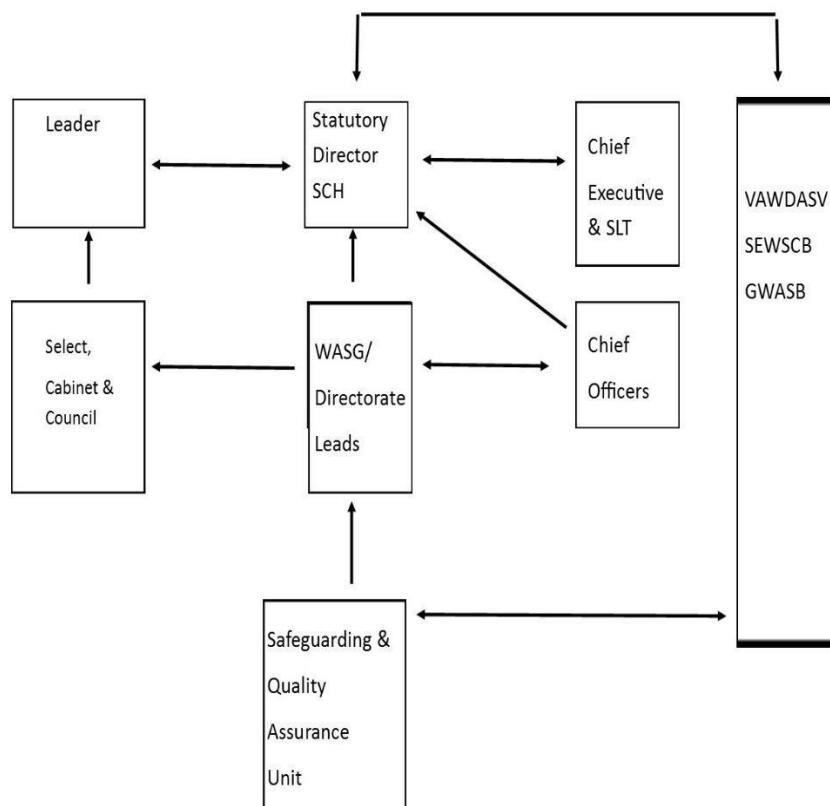 Leader
Statutory
Director
SCH
Chief
Executive
& SLT
VAWDASV
SEWSCB
GWASB
Select,
Cabinet &
Council
WASG/
Directorate
Leads
Chief
Officers
Safeguarding &
Quality
Assurance
Unit